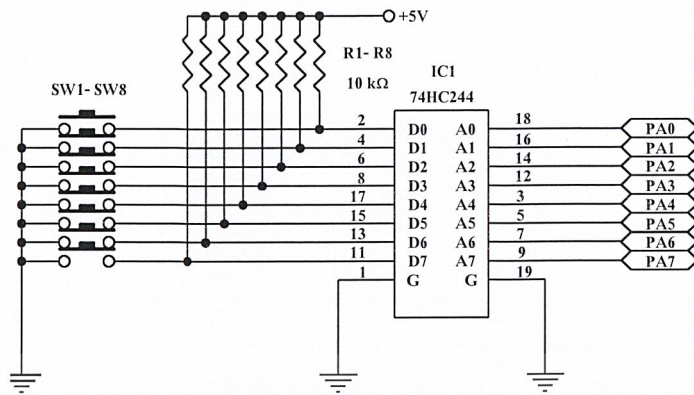 +5V
R1- R8
10 kΩ
SW1- SW8
IC1
74HC244
2 D0 A0 18 PA0
4 D1 A1 16 PA1
6 D2 A2 14 PA2
8 D3 A3 12 PA3
17 D4 A4 3 PA4
15 D5 A5 5 PA5
13 D6 A6 7 PA6
11 D7 A7 9 PA7
1 G G 19